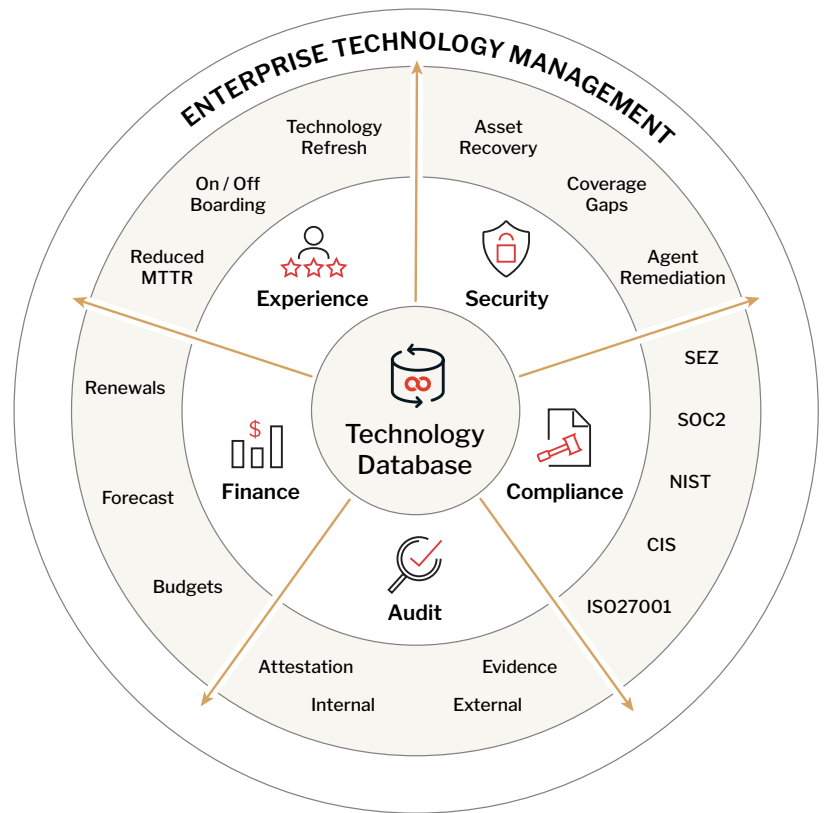 ENTERPRISE TECHNOLOGY MANAGEMENT
Technology
Refresh
On / Off
Boarding
Reduced
MTTR
Experience
Asset
Recovery
Coverage
Gaps
Agent
Remediation
Security
SEZ
SOC2
NIST
CIS
ISO27001
Compliance
Technology
Database
Renewals
Forecast
Budgets
$
Finance
Audit
Attestation
Internal
Evidence
External